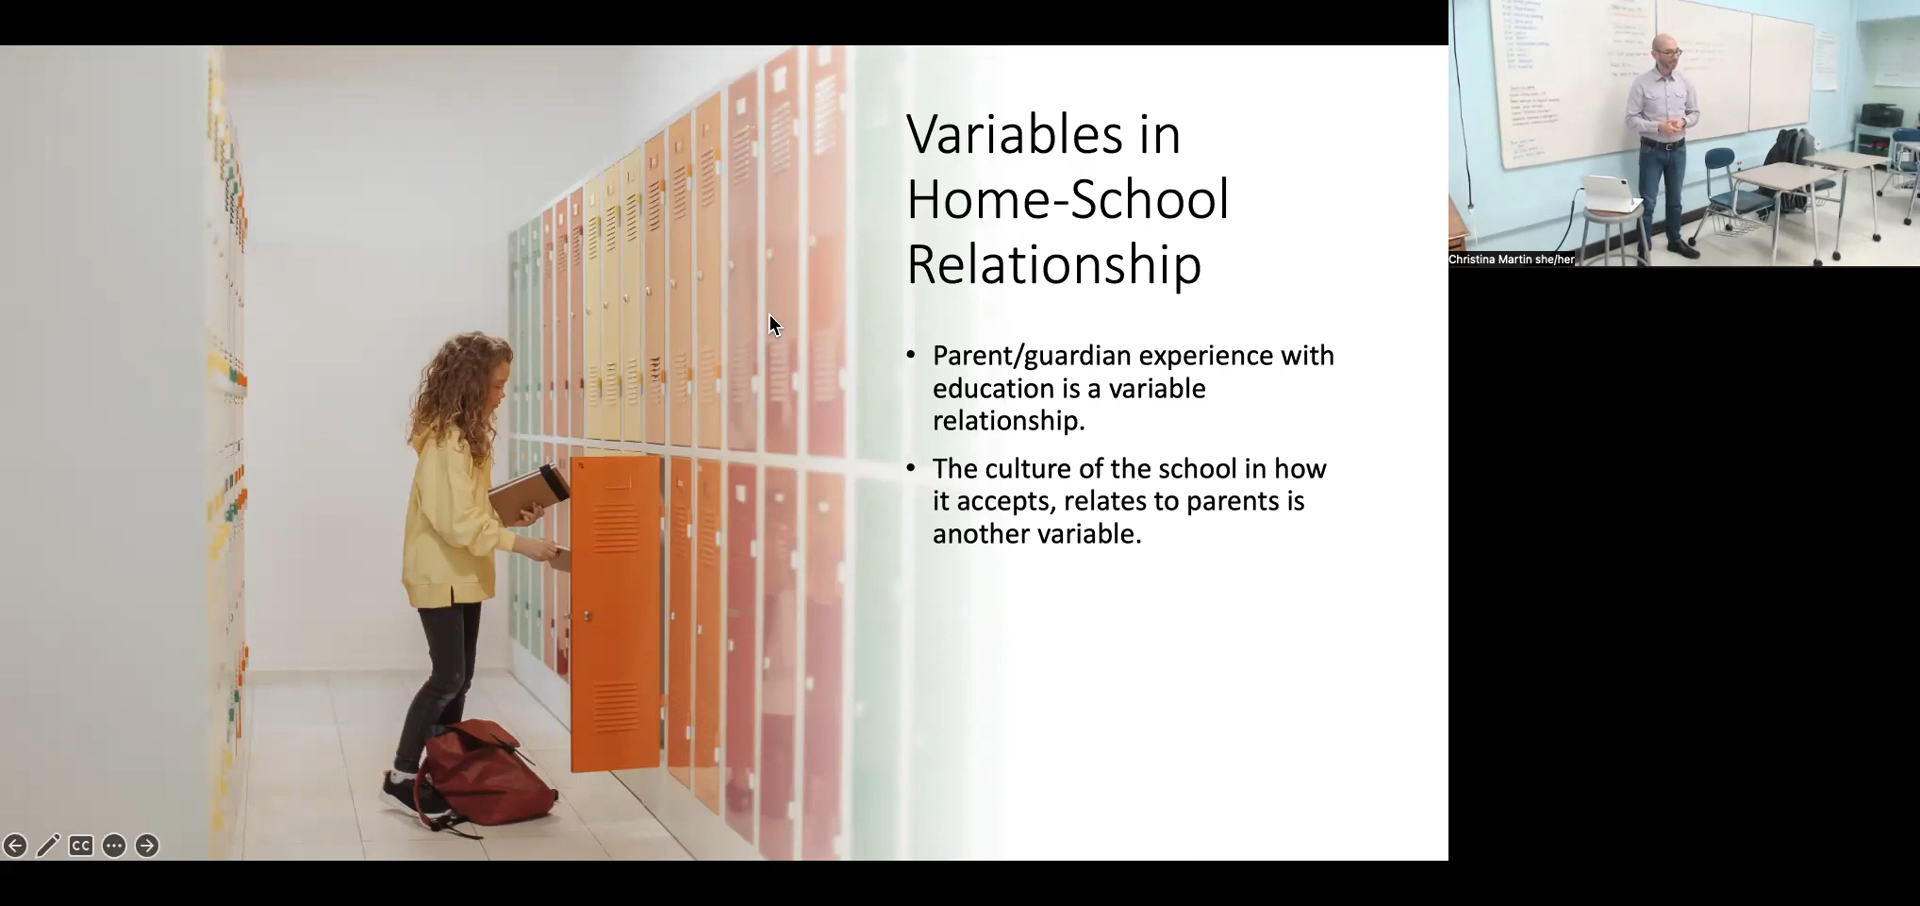 Variables in
Home-School
Relationship
• Parent/guardian experience with
education is a variable
relationship.
• The culture of the school in how
it accepts, relates to parents is
another variable.
Christina Martin she/her
CC